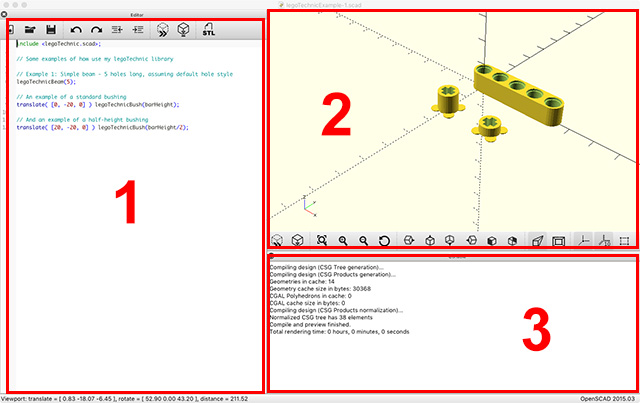 legoTechnicExample-5.scad
Editor
STL
include <legoTechnic.scad>;
// Some examples of how use my legoTechnic library
// Example 1: Simple beam - 5 holes long, assuming default hole style
legoTechnicBeam(5);
// An example of a standard bushing
translate( [0, -20, 0] ) legoTechnicBush(barHeight);
// And an example of a half-height bushing
translate( [20, -20, 0] ) legoTechnicBush(barHeight/2);
1
2
Compiling design (CSG Tree generation)...
Compiling design (CSG Products generation)...
Geometries in cache: 14
Geometry cache size in bytes: 30368
CGAL Polyhedrons in cache: 0
CGAL cache size in bytes: 0
Compiling design (CSG Products normalization)...
Normalized CSG tree has 38 elements
Compile and preview finished.
Total rendering time: 0 hours, 0 minutes, 0 seconds
3
Viewport: translate = [ 0.83 -18.07 -6.45 ], rotate = [ 52.90 0.00 43.20 ], distance = 211.52
OpenSCAD 2015.03